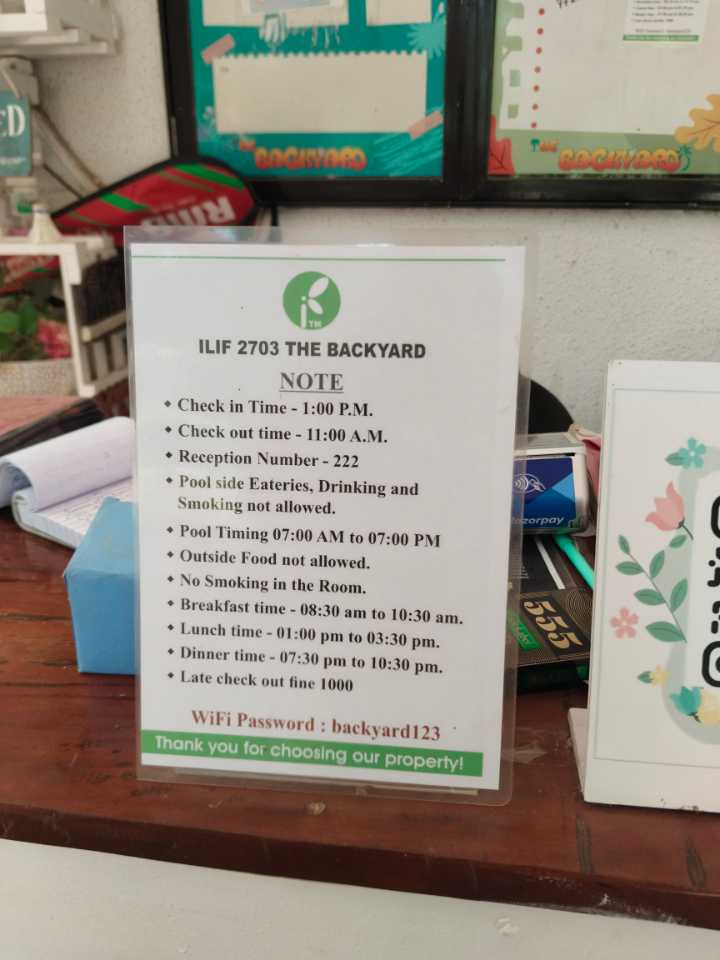 THE
BACKYARD
THE
BACKYARD
ED
TM
ILIF 2703 THE BACKYARD
NOTE
Check in Time - 1:00 P.M.
Check out time - 11:00 A.M.
Reception Number - 222
Pool side Eateries, Drinking and
Smoking not allowed.
Pool Timing 07:00 AM to 07:00 PM
Outside Food not allowed.
No Smoking in the Room.
Breakfast time - 08:30 am to 10:30 am.
Lunch time - 01:00 pm to 03:30 pm.
Dinner time - 07:30 pm to 10:30 pm.
Late check out fine 1000
WiFi Password : backyard123
Thank you for choosing our property!
azorpay
555